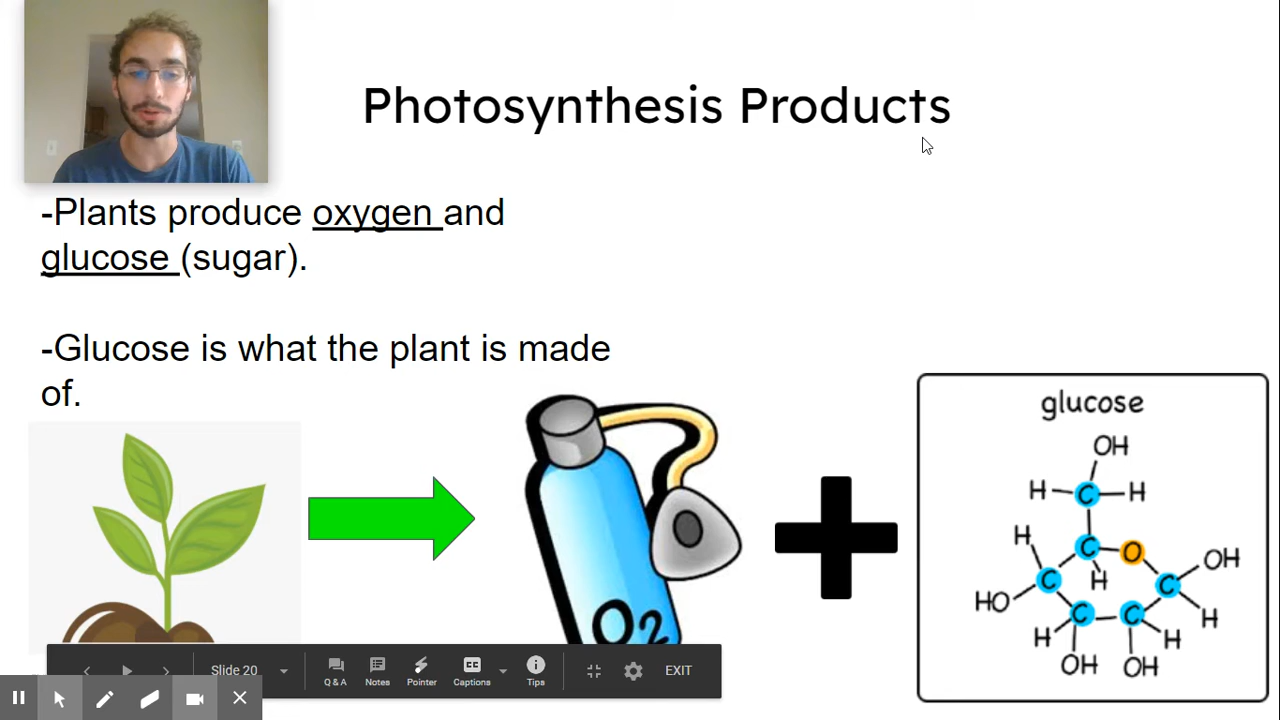 Photosynthesis Products
-Plants produce oxygen and
glucose (sugar).
-Glucose is what the plant is made
of.
O2
glucose
OH
H C H
H C O OH
HO C H C H
H C C H
OH OH
Slide 20
Q & A Notes Pointer Captions Tips EXIT